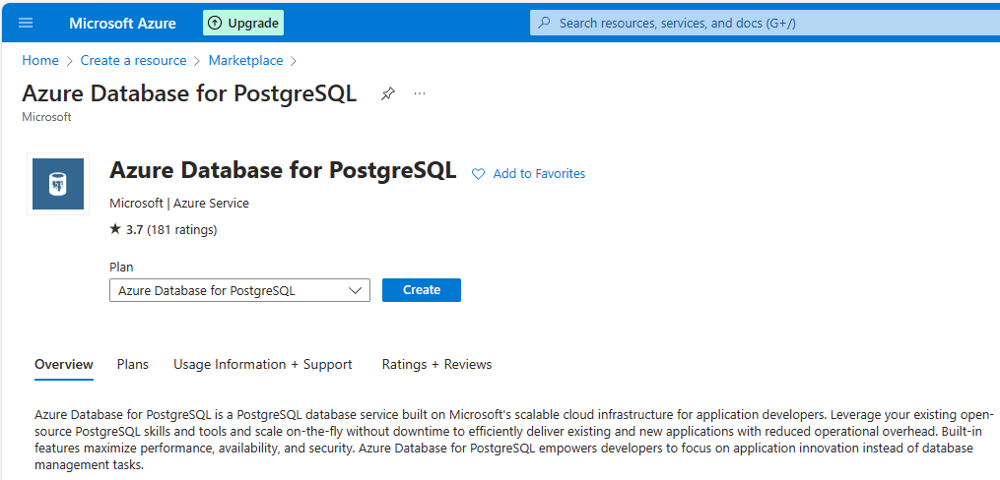 Microsoft Azure
Upgrade
Search resources, services, and docs (G+/)
Home > Create a resource > Marketplace >
Azure Database for PostgreSQL
...
Microsoft
Azure Database for PostgreSQL
Add to Favorites
Microsoft | Azure Service
★ 3.7 (181 ratings)
Plan
Azure Database for PostgreSQL
Create
Overview
Plans
Usage Information + Support
Ratings + Reviews
Azure Database for PostgreSQL is a PostgreSQL database service built on Microsoft's scalable cloud infrastructure for application developers. Leverage your existing open-
source PostgreSQL skills and tools and scale on-the-fly without downtime to efficiently deliver existing and new applications with reduced operational overhead. Built-in
features maximize performance, availability, and security. Azure Database for PostgreSQL empowers developers to focus on application innovation instead of database
management tasks.